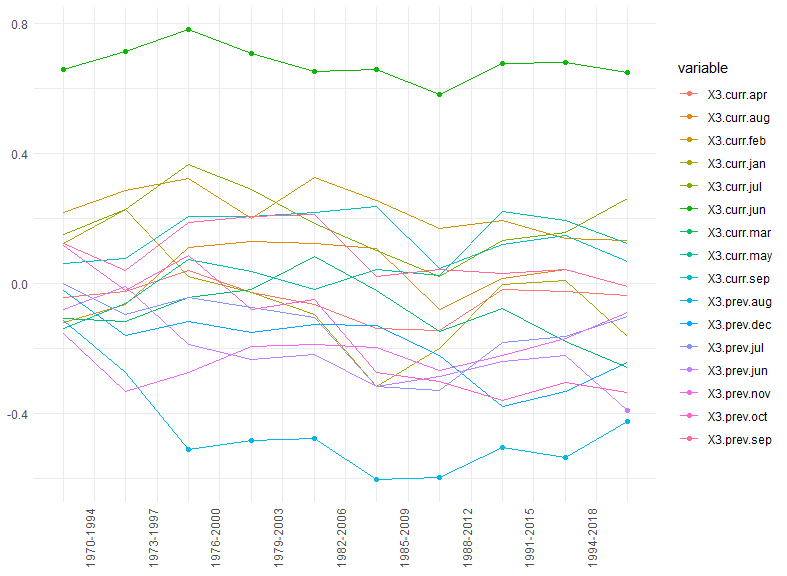 0.8
0.4
0.0
-0.4
1970-1994
1973-1997
1976-2000
1979-2003
1982-2006
1985-2009
1988-2012
1991-2015
1994-2018
variable
X3.curr.apr
X3.curr.aug
X3.curr.feb
X3.curr.jan
X3.curr.jul
X3.curr.jun
X3.curr.mar
X3.curr.may
X3.curr.sep
X3.prev.aug
X3.prev.dec
X3.prev.jul
X3.prev.jun
X3.prev.nov
X3.prev.oct
X3.prev.sep